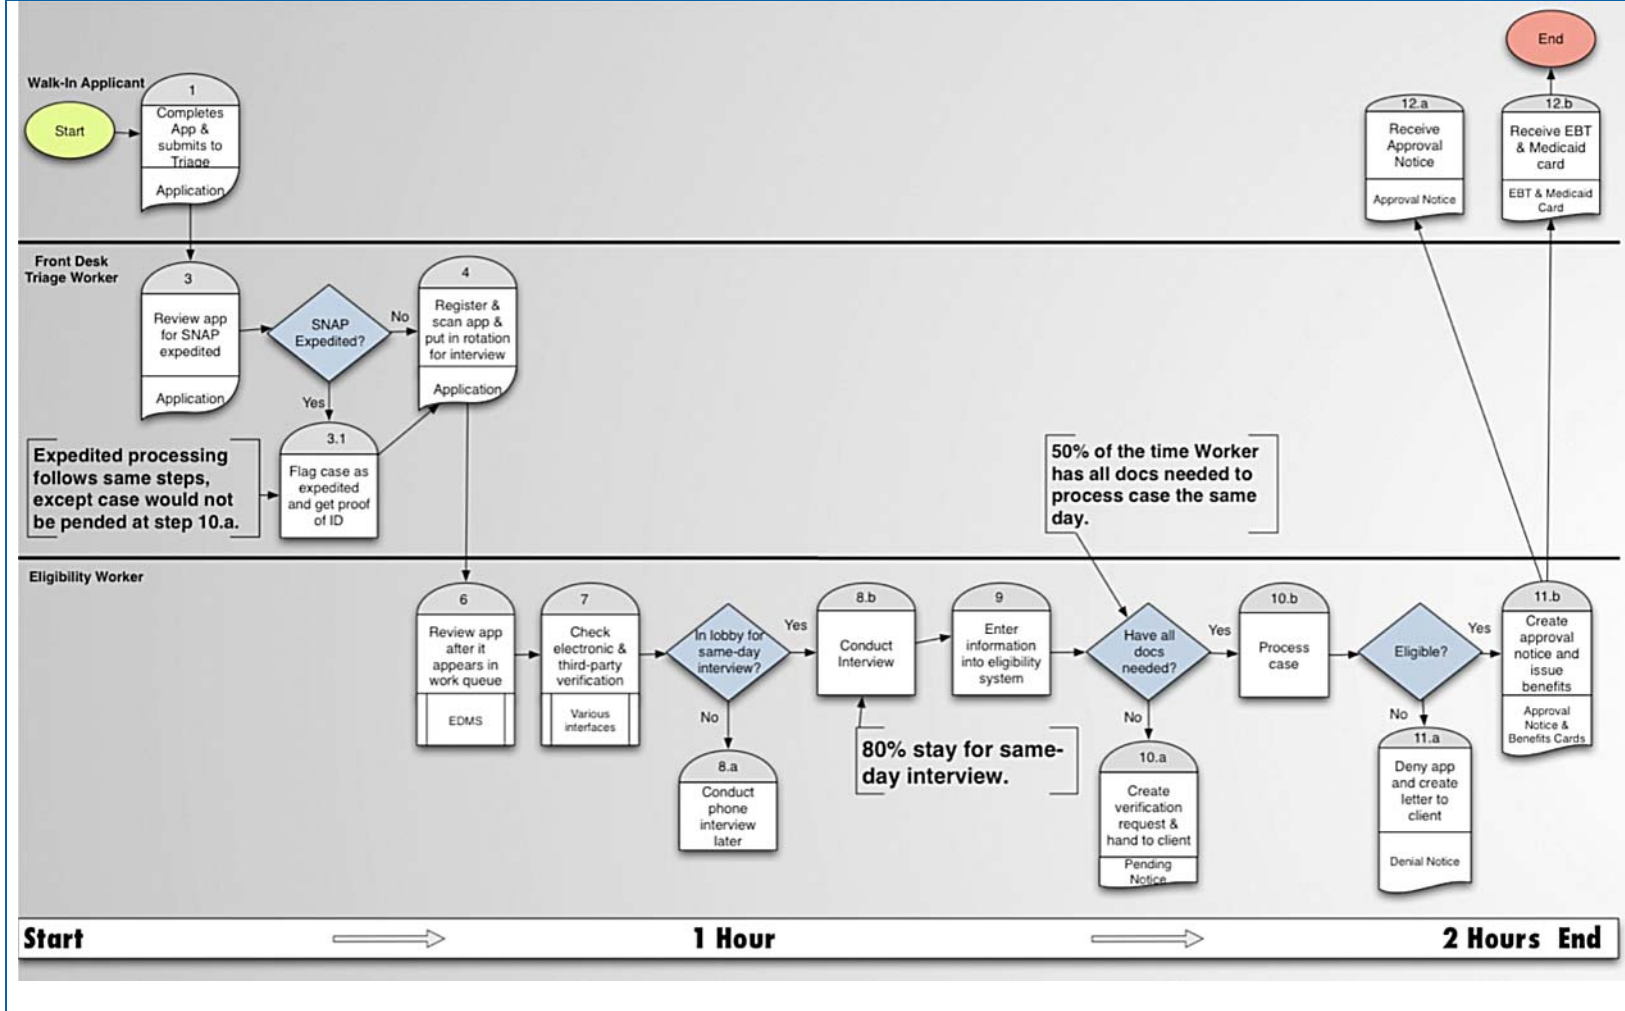 End
Walk-In Applicant
Start
1
Completes
App &
submits to
Triage
Application
12.a
Receive
Approval
Notice
Approval Notice
12.b
Receive EBT
& Medicaid
card
EBT & Medicaid
Card
Front Desk
Triage Worker
3
Review app
for SNAP
expedited
Application
SNAP
Expedited?
No
Yes
4
Register &
scan app &
put in rotation
for interview
Application
3.1
Flag case as
expedited
and get proof
of ID
Expedited processing
follows same steps,
except case would not
be pended at step 10.a.
50% of the time Worker
has all docs needed to
process case the same
day.
Eligibility Worker
6
Review app
after it
appears in
work queue
EDMS
7
Check
electronic &
third-party
verification
Various
interfaces
In lobby for
same-day
interview?
Yes
No
8.a
Conduct
phone
interview
later
8.b
Conduct
Interview
80% stay for same-
day interview.
9
Enter
information
into eligibility
system
Have all
docs
needed?
Yes
No
10.a
Create
verification
request &
hand to client
Pending
Notice
10.b
Process
case
Eligible?
Yes
No
11.a
Deny app
and create
letter to
client
Denial Notice
11.b
Create
approval
notice and
issue
benefits
Approval
Notice &
Benefits Cards
Start
1 Hour
2 Hours End